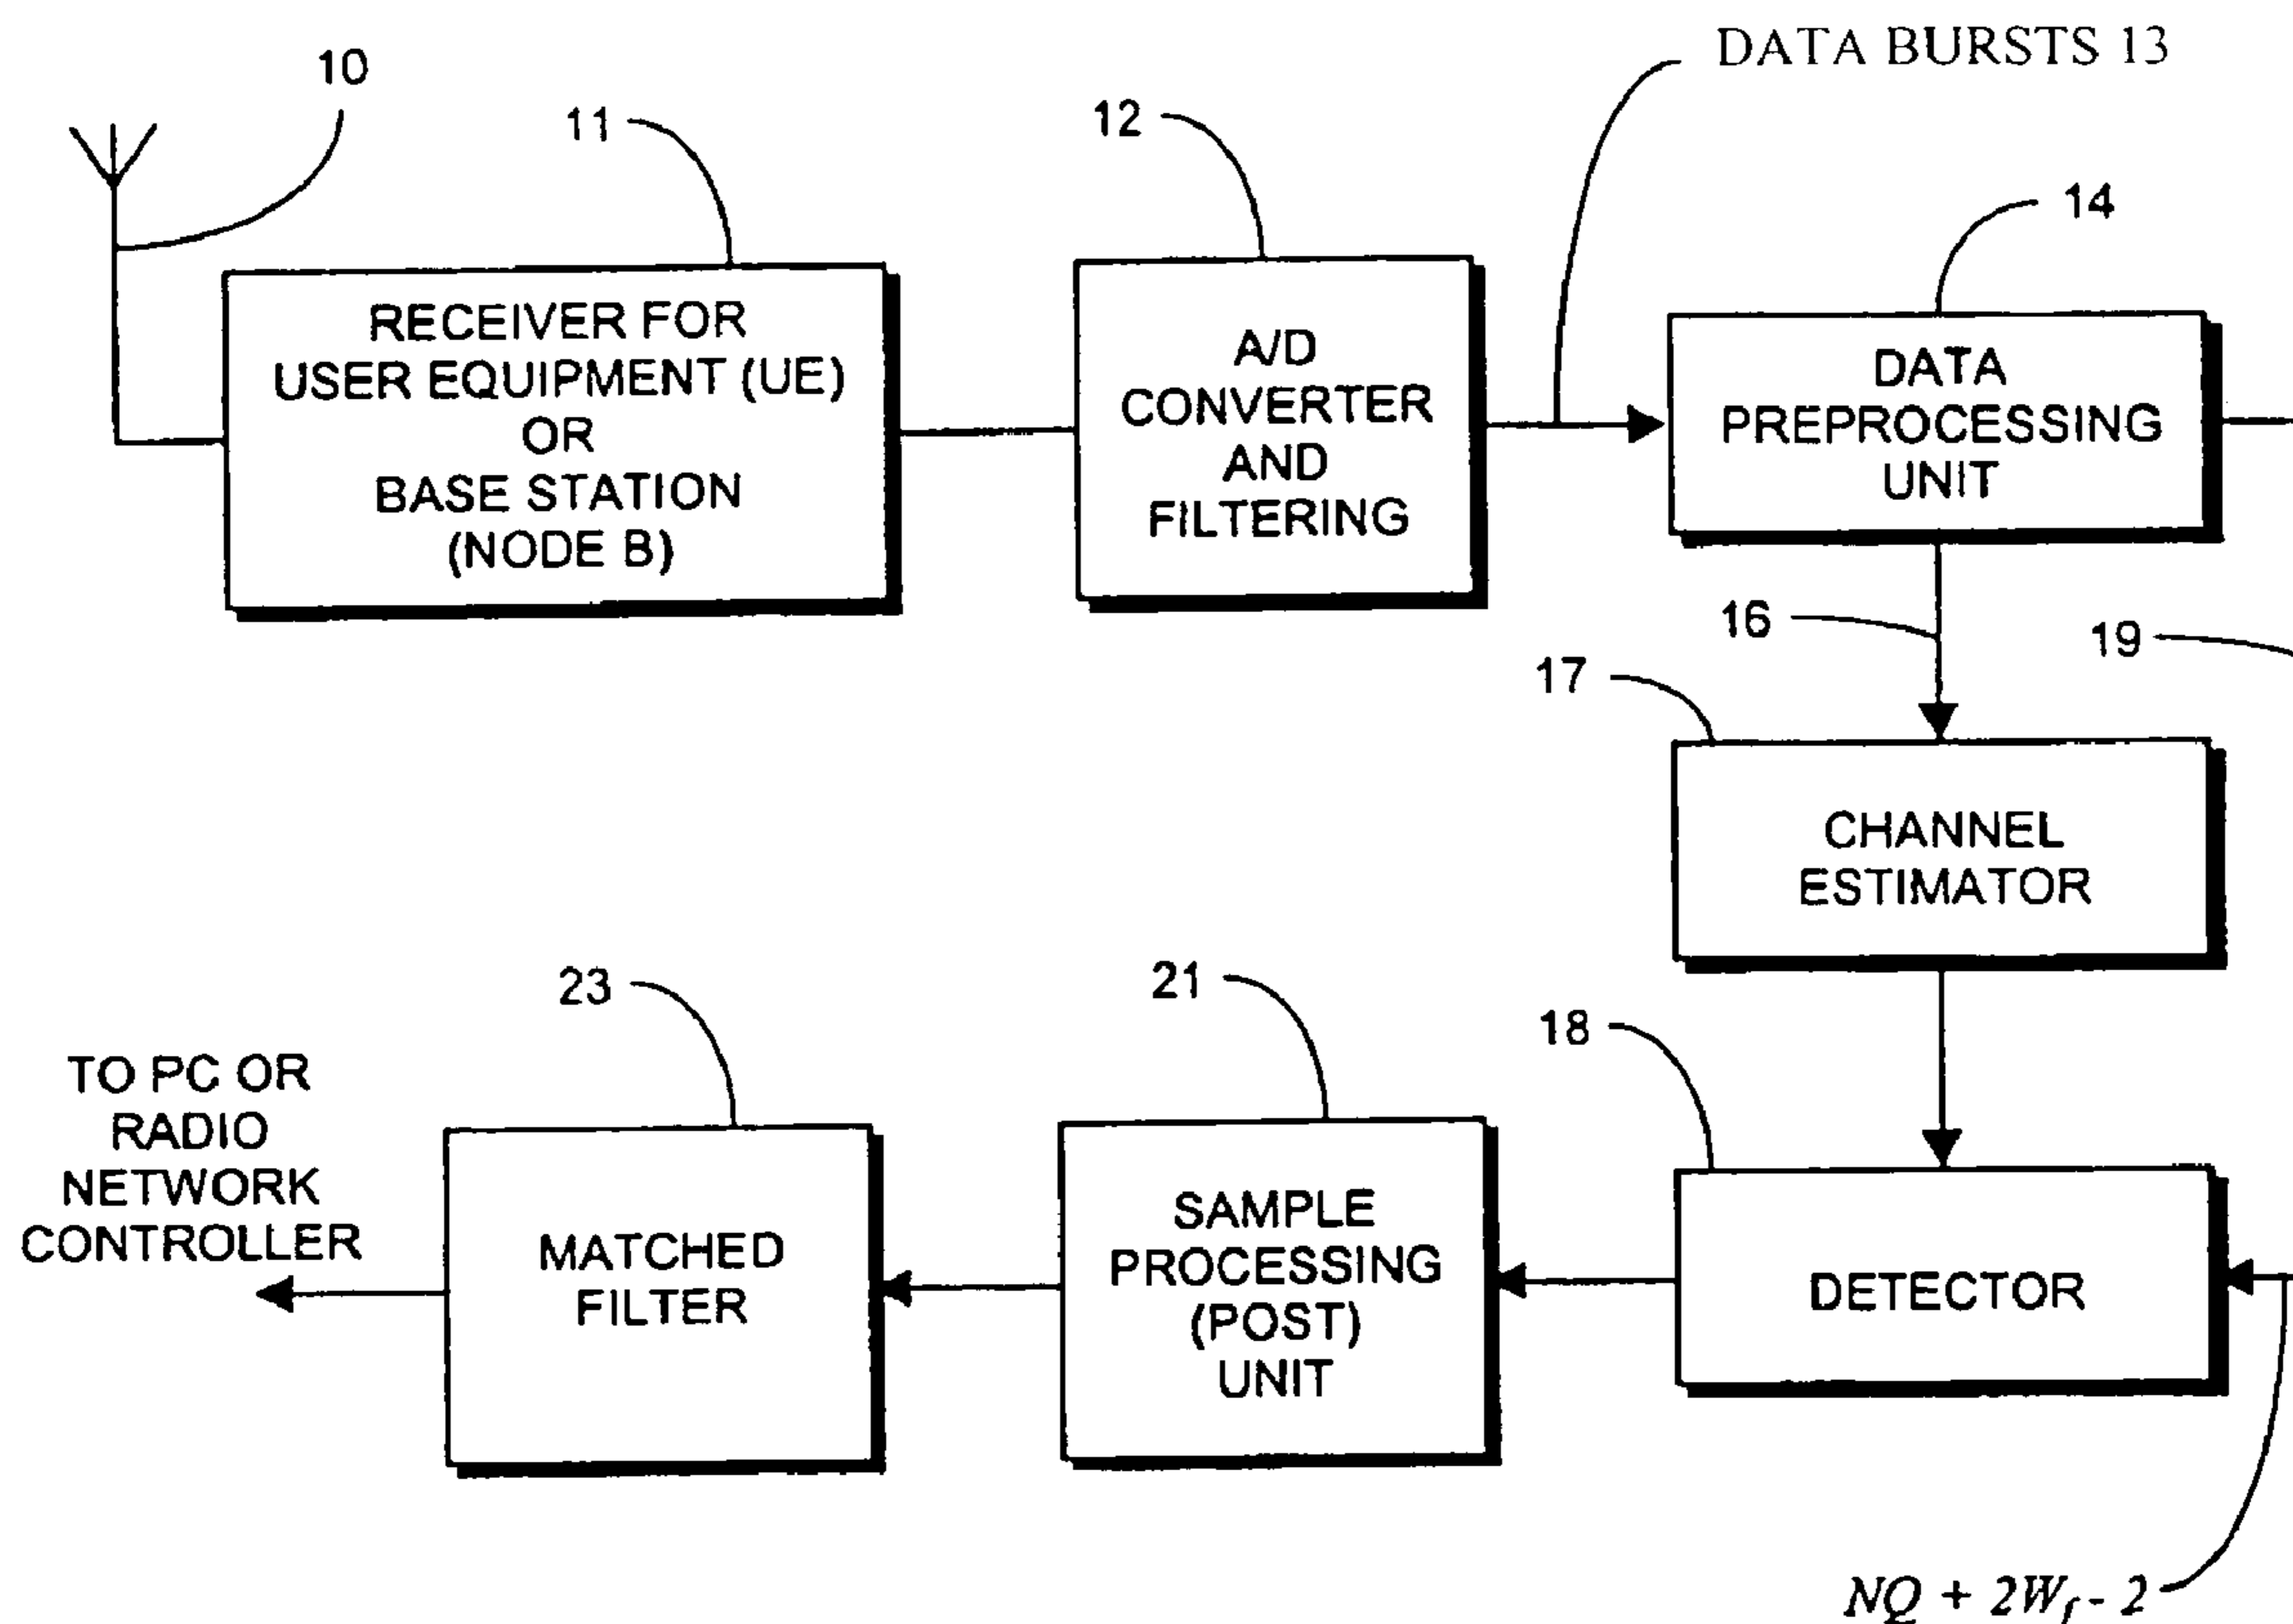 DATA BURSTS 13
10
11
12
14
RECEIVER FOR
USER EQUIPMENT (UE)
OR
BASE STATION
(NODE B)
A/D
CONVERTER
AND
FILTERING
DATA
PREPROCESSING
UNIT
16
19
17
CHANNEL
ESTIMATOR
23
21
18
TO PC OR
RADIO
NETWORK
CONTROLLER
MATCHED
FILTER
SAMPLE
PROCESSING
(POST)
UNIT
DETECTOR
NQ + 2W_f - 2